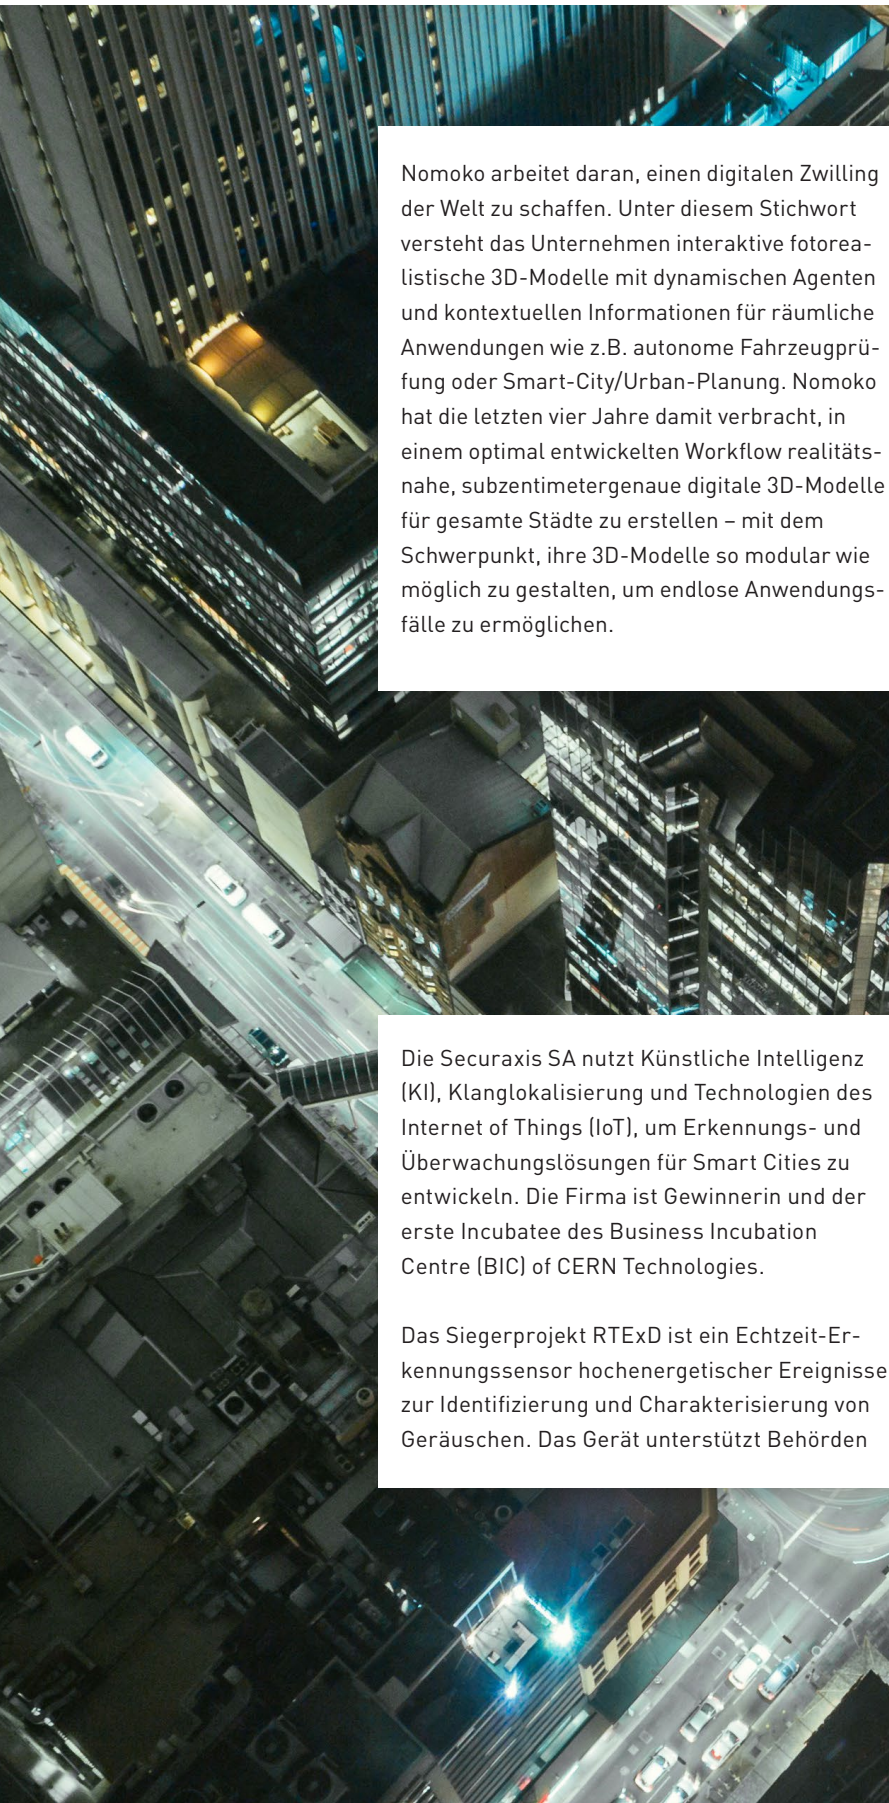 Nomoko arbeitet daran, einen digitalen Zwilling
der Welt zu schaffen. Unter diesem Stichwort
versteht das Unternehmen interaktive fotorea-
listische 3D-Modelle mit dynamischen Agenten
und kontextuellen Informationen für räumliche
Anwendungen wie z.B. autonome Fahrzeugprü-
fung oder Smart-City/Urban-Planung. Nomoko
hat die letzten vier Jahre damit verbracht, in
einem optimal entwickelten Workflow realitäts-
nahe, subzentimetergenaue digitale 3D-Modelle
für gesamte Städte zu erstellen – mit dem
Schwerpunkt, ihre 3D-Modelle so modular wie
möglich zu gestalten, um endlose Anwendungs-
fälle zu ermöglichen.
Die Securaxis SA nutzt Künstliche Intelligenz
(KI), Klanglokalisierung und Technologien des
Internet of Things (IoT), um Erkennungs- und
Überwachungslösungen für Smart Cities zu
entwickeln. Die Firma ist Gewinnerin und der
erste Incubatee des Business Incubation
Centre (BIC) of CERN Technologies.
Das Siegerprojekt RTExD ist ein Echtzeit-Er-
kennungssensor hochenergetischer Ereignisse
zur Identifizierung und Charakterisierung von
Geräuschen. Das Gerät unterstützt Behörden